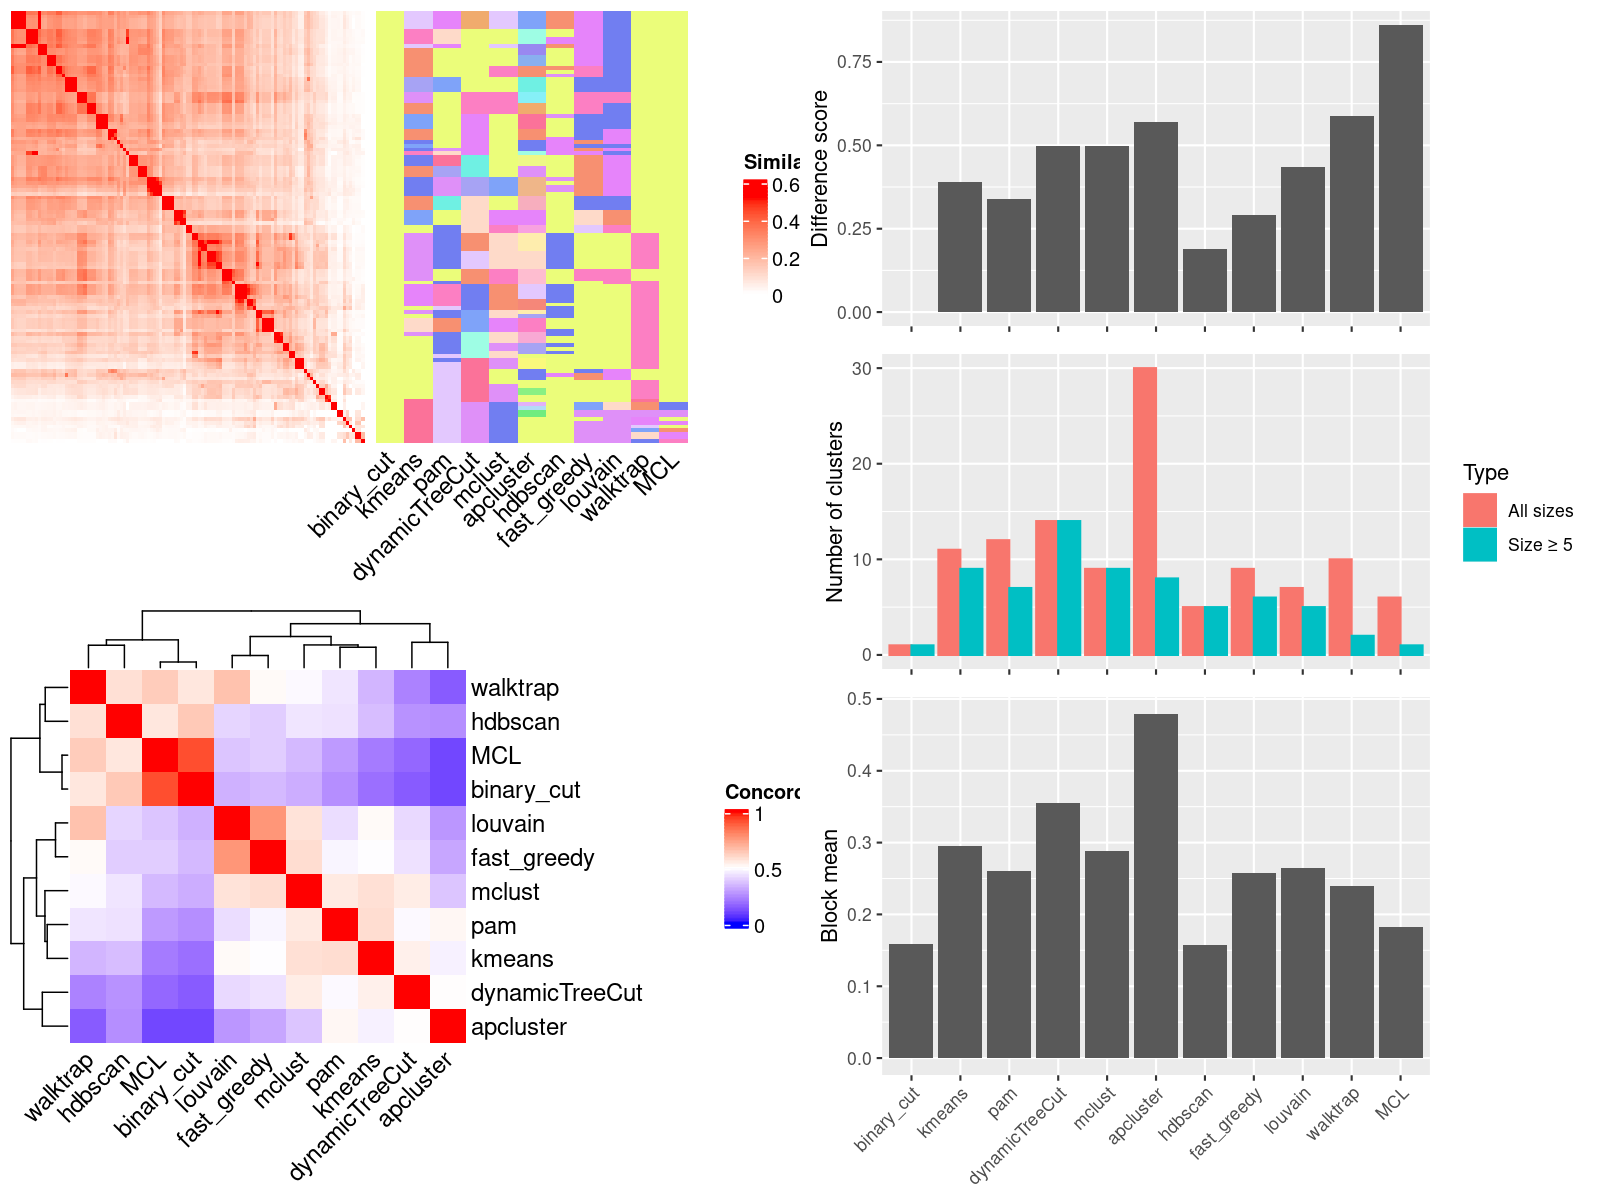 Simila
0.6
0.4
0.2
0
binary_cut
kmeans
pam
dynamicTreeCut
mclust
apcluster
hdbscan
fast_greedy
louvain
walktrap
MCL
walktrap
hdbscan
MCL
binary_cut
louvain
fast_greedy
mclust
pam
kmeans
dynamicTreeCut
apcluster
walktrap
hdbscan
MCL
binary_cut
louvain
fast_greedy
mclust
pam
kmeans
dynamicTreeCut
apcluster
Concord
1
0.5
0
Difference score
0.75
0.50
0.25
0.00
Number of clusters
30
20
10
0
Type
All sizes
Size ≥ 5
Block mean
0.5
0.4
0.3
0.2
0.1
0.0
binary_cut
kmeans
pam
dynamicTreeCut
mclust
apcluster
hdbscan
fast_greedy
louvain
walktrap
MCL